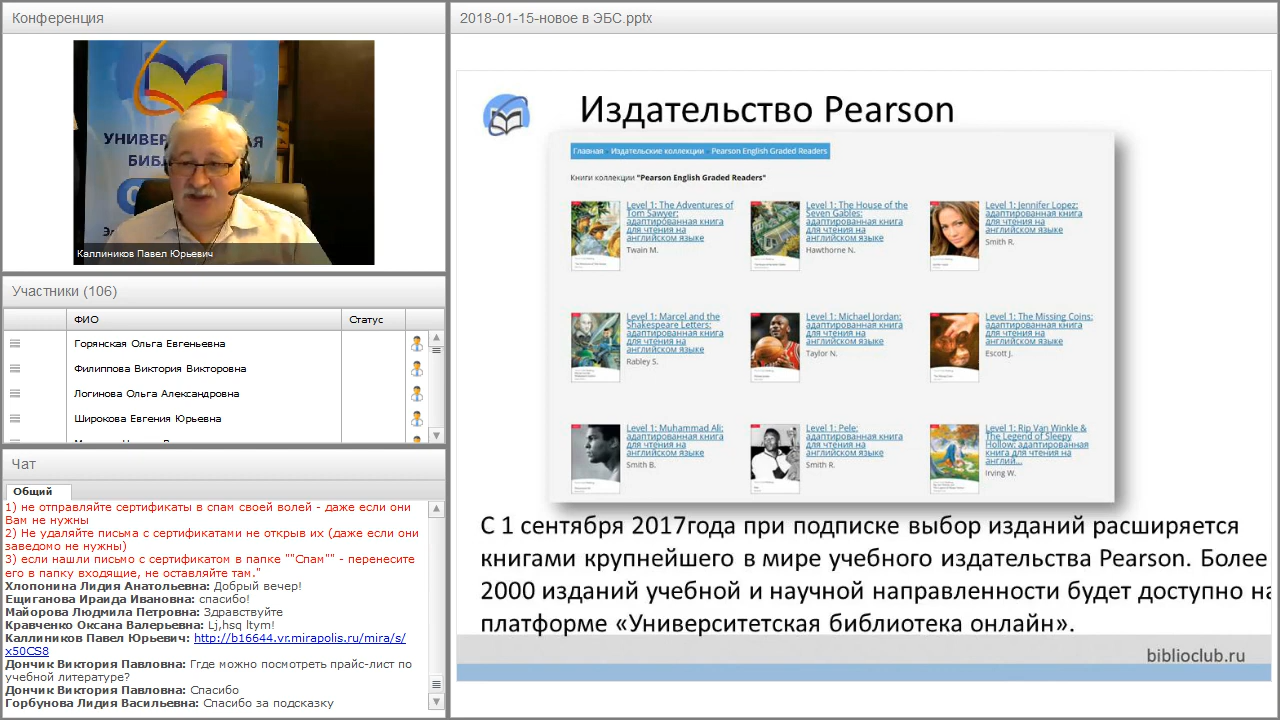 Конференция
УНИВЕР
АЯ
БИБЛ
Каллиников Павел Юрьевич
Участники (106)
ФИО
Статус
Горятская Ольга Евгеньевна
Филиппова Виктория Викторовна
Логинова Ольга Александровна
Широкова Евгения Юрьевна
Чат
Общий
1) не отправляйте сертификаты в спам своей волей - даже если они
Вам не нужны
2) Не удаляйте письма с сертификатами не открыв их (даже если они
заведомо не нужны)
3) если нашли письмо с сертификатом в папке ""Спам"" - перенесите
его в папку входящие, не оставляйте там."
Хлопонина Лидия Анатольевна: Добрый вечер!
Ещиганова Ираида Ивановна: спасибо!
Майорова Людмила Петровна: Здравствуйте
Кравченко Оксана Валерьевна: Lj,hsq ltym!
Каллиников Павел Юрьевич: http://b16644.vr.mirapolis.ru/mira/s/
x50CS8
Дончик Виктория Павловна: Ггде можно посмотреть прайс-лист по
учебной литературе?
Дончик Виктория Павловна: Спасибо
Горбунова Лидия Васильевна: Спасибо за подсказку
2018-01-15-новое в ЭБС.pptx
Издательство Pearson
Главная Издательские коллекции Pearson English Graded Readers
Книги коллекции "Pearson English Graded Readers"
Level 1: The Adventures of
Tom Sawyer:
адаптированная книга
для чтения на
английском языке
Twain M.
Level 1: The House of the
Seven Gables:
адаптированная книга
для чтения на
английском языке
Hawthorne N.
Level 1: Jennifer Lopez:
адаптированная книга
для чтения на
английском языке
Smith R.
Level 1: Marcel and the
Shakespeare Letters:
адаптированная книга
для чтения на
английском языке
Rabley S.
Level 1: Michael Jordan:
адаптированная книга
для чтения на
английском языке
Taylor N.
Level 1: The Missing Coins:
адаптированная книга
для чтения на
английском языке
Escott J.
Level 1: Muhammad Ali:
адаптированная книга
для чтения на
английском языке
Smith B.
Level 1: Pele:
адаптированная книга
для чтения на
английском языке
Smith R.
Level 1: Rip Van Winkle &
The Legend of Sleepy
Hollow: адаптированная
книга для чтения на
англий...
Irving W.
С 1 сентября 2017года при подписке выбор изданий расширяется
книгами крупнейшего в мире учебного издательства Pearson. Более
2000 изданий учебной и научной направленности будет доступно на
платформе «Университетская библиотека онлайн».
biblioclub.ru